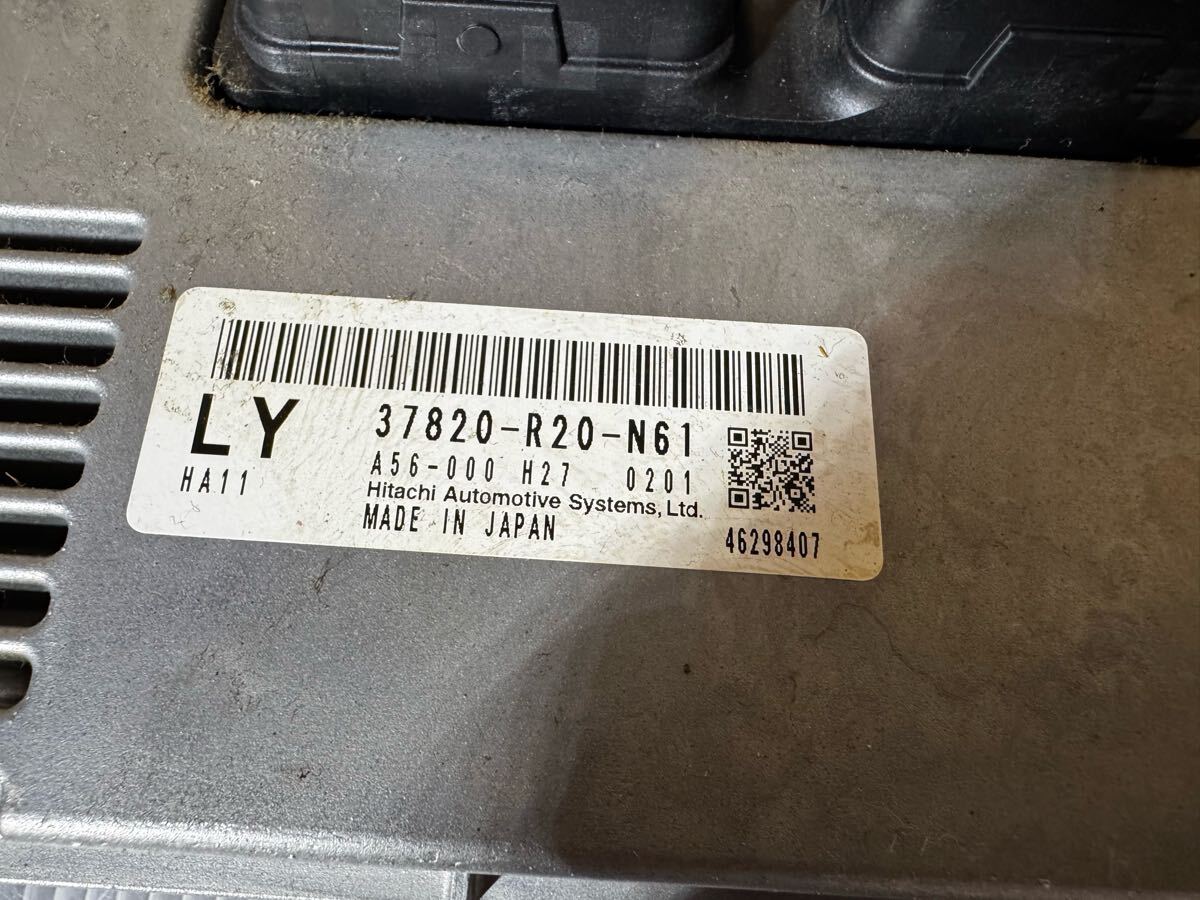 LY 37820-R20-N61
HA11 A56-000 H27 0201
Hitachi Automotive Systems, Ltd.
MADE IN JAPAN 46298407